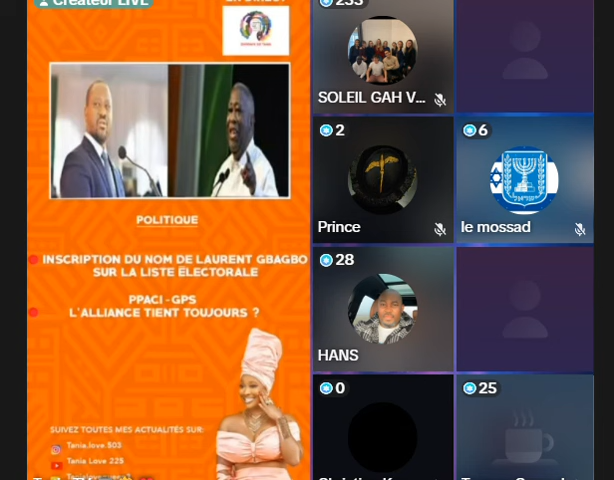 Créateur LIVE
EN DIRECT
POLITIQUE
INSCRIPTION DU NOM DE LAURENT GBAGBO
SUR LA LISTE ÉLECTORALE
PPACI-GPS
L'ALLIANCE TIENT TOUJOURS ?
SUIVEZ TOUTES MES ACTUALITÉS SUR:
Tania.love 503
Tania Love 225
233
SOLEIL GAH V...
2
Prince
6
le mossad
28
HANS
0
25